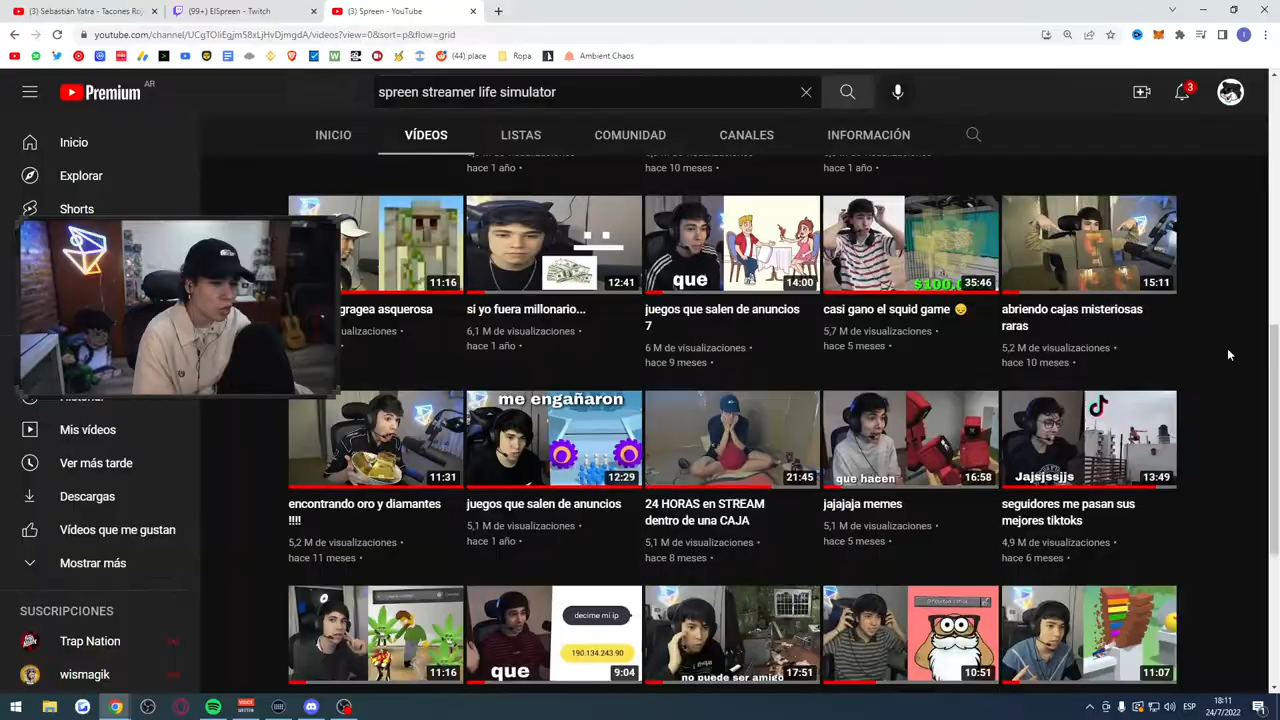 (3) Sebastián Yatra - Tacones Roj
(99+) ElSpreen - Twitch
(3) Spreen - YouTube
youtube.com/channel/UCgTOIiEgjm58xLjHvDjmgdA/videos?view=0&sort=p&flow=grid
(44) place
Ropa
Ambient Chaos
Premium
AR
spreen streamer life simulator
3
INICIO
VÍDEOS
LISTAS
COMUNIDAD
CANALES
INFORMACIÓN
Inicio
Explorar
Shorts
Mis vídeos
Ver más tarde
Descargas
Vídeos que me gustan
Mostrar más
SUSCRIPCIONES
Trap Nation
wismagik
hace 1 año
hace 10 meses
hace 1 año
11:16
12:41
que
14:00
$100.0
35:46
15:11
gragea asquerosa
si yo fuera millonario...
6,1 M de visualizaciones
hace 1 año
juegos que salen de anuncios
7
6 M de visualizaciones
hace 9 meses
casi gano el squid game 😔
5,7 M de visualizaciones
hace 5 meses
abriendo cajas misteriosas
raras
5,2 M de visualizaciones
hace 10 meses
11:31
me engañaron
12:29
21:45
que hacen
16:58
Jajsjssjjs
13:49
encontrando oro y diamantes
!!!!
5,2 M de visualizaciones
hace 11 meses
juegos que salen de anuncios
5,1 M de visualizaciones
hace 1 año
24 HORAS en STREAM
dentro de una CAJA
5,1 M de visualizaciones
hace 8 meses
jajajaja memes
5,1 M de visualizaciones
hace 5 meses
seguidores me pasan sus
mejores tiktoks
4,9 M de visualizaciones
hace 6 meses
11:16
decime mi ip
190.134.243.90
que
9:04
no puede ser amigo
17:51
10:51
11:07
ESP
18:11
24/7/2022